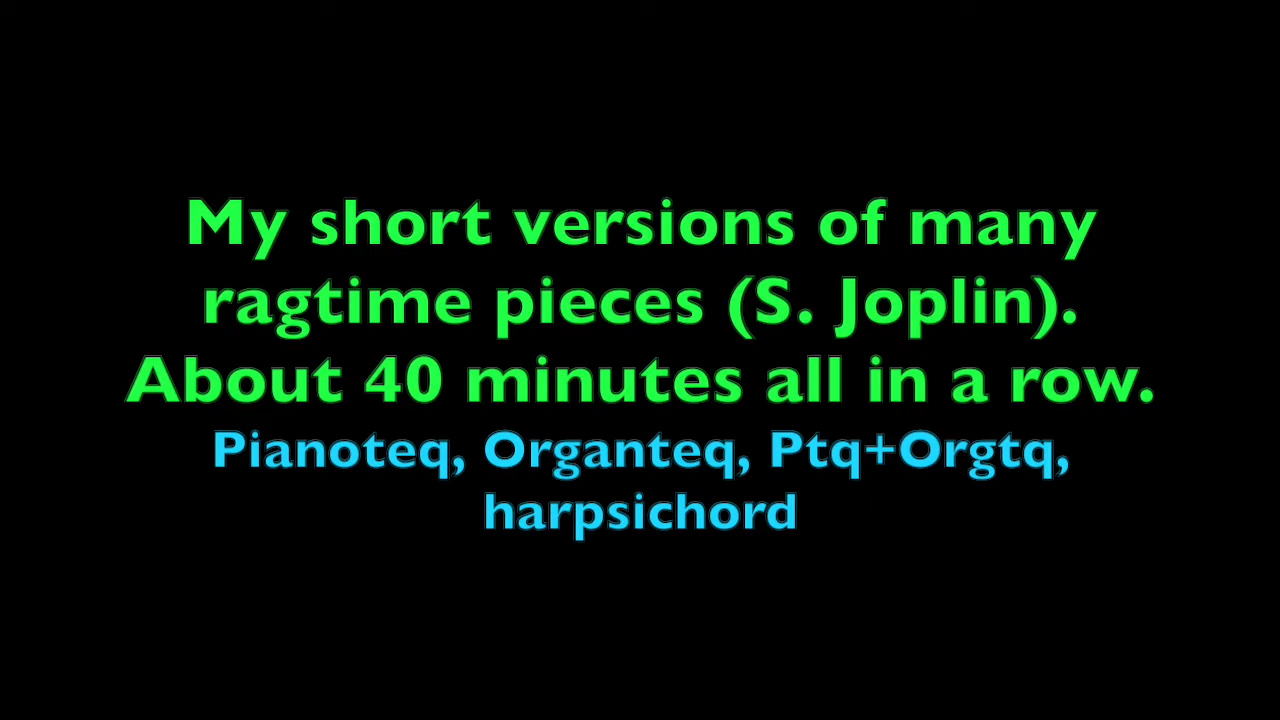 My short versions of many
ragtime pieces (S. Joplin).
About 40 minutes all in a row.
Pianoteq, Organteq, Ptq+Orgtq,
harpsichord